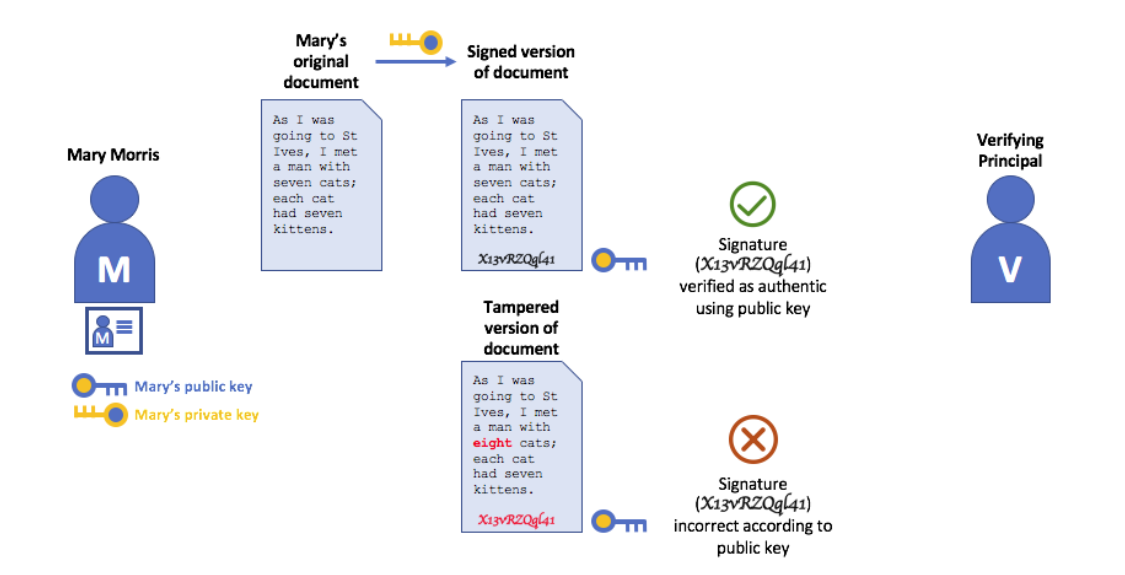 Mary's
original
document
Signed version
of document
As I was
going to St
Ives, I met
a man with
seven cats;
each cat
had seven
kittens.
As I was
going to St
Ives, I met
a man with
seven cats;
each cat
had seven
kittens.
X13vRZQgl41
Mary Morris
M
M
Mary's public key
Mary's private key
Signature
(X13vRZQgl41)
verified as authentic
using public key
Verifying
Principal
V
Tampered
version of
document
As I was
going to St
Ives, I met
a man with
eight cats;
each cat
had seven
kittens.
X13vRZQgl41
Signature
(X13vRZQgl41)
incorrect according to
public key